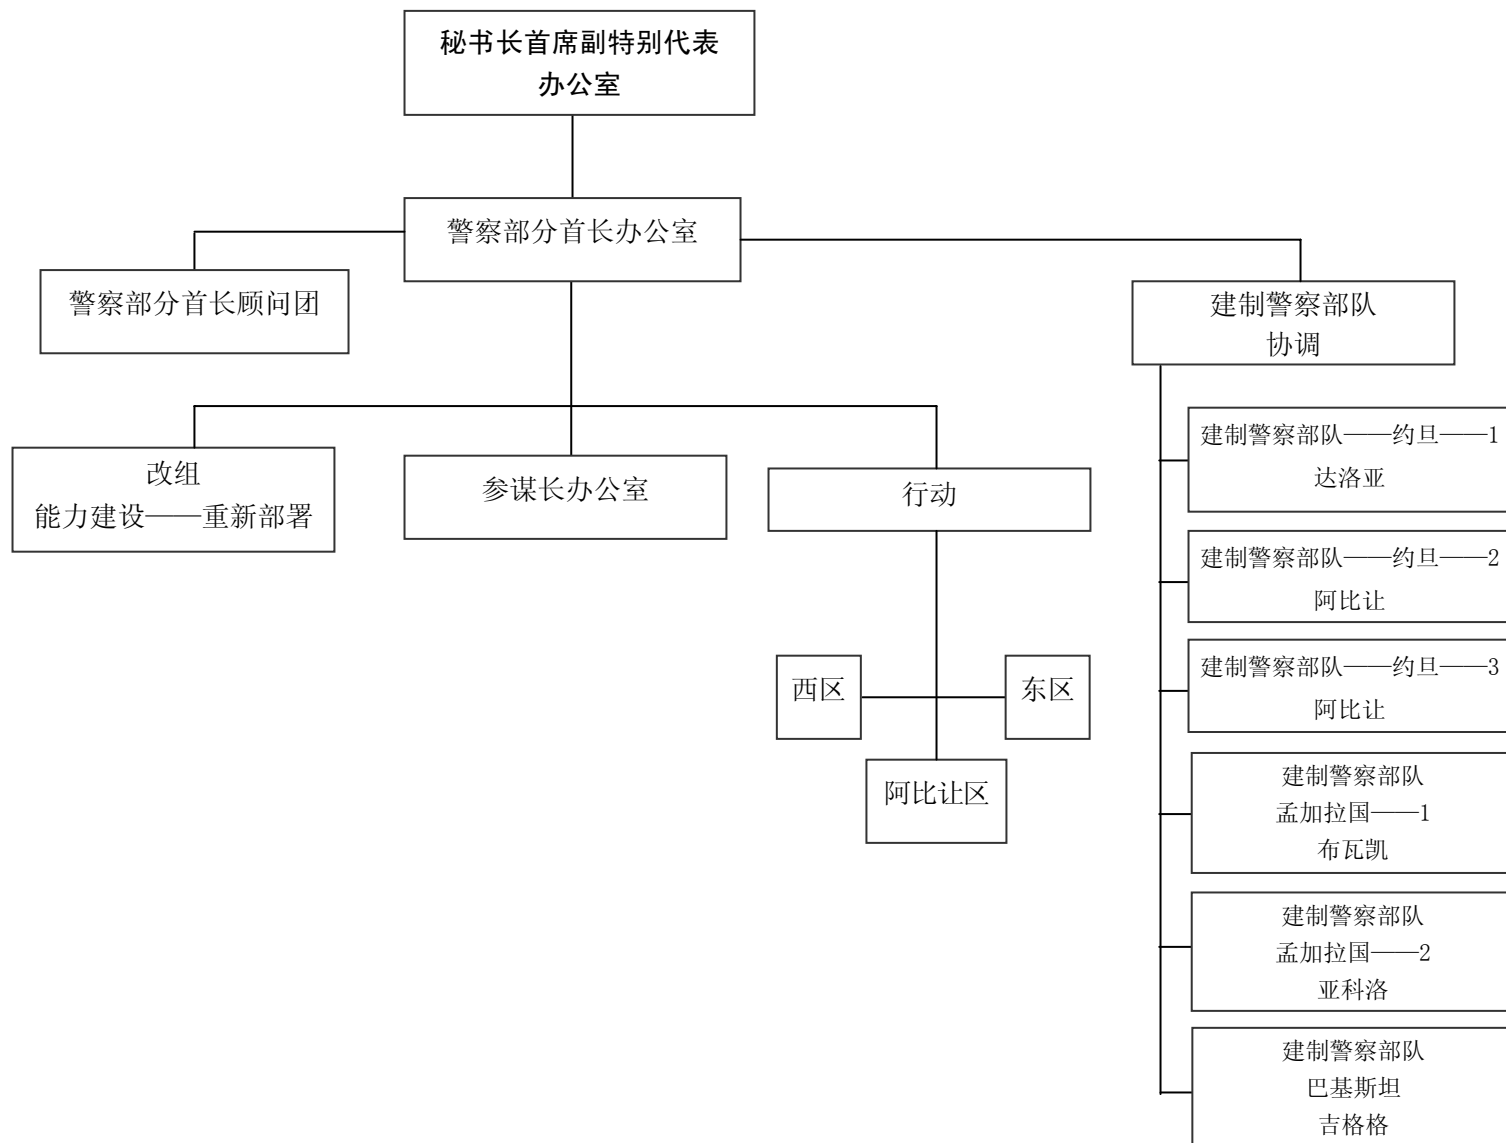 秘书长首席副特别代表
办公室
警察部分首长办公室
警察部分首长顾问团
建制警察部队
协调
改组
能力建设——重新部署
参谋长办公室
行动
西区
东区
阿比让区
建制警察部队——约旦——1
达洛亚
建制警察部队——约旦——2
阿比让
建制警察部队——约旦——3
阿比让
建制警察部队
孟加拉国——1
布瓦凯
建制警察部队
孟加拉国——2
亚科洛
建制警察部队
巴基斯坦
吉格格